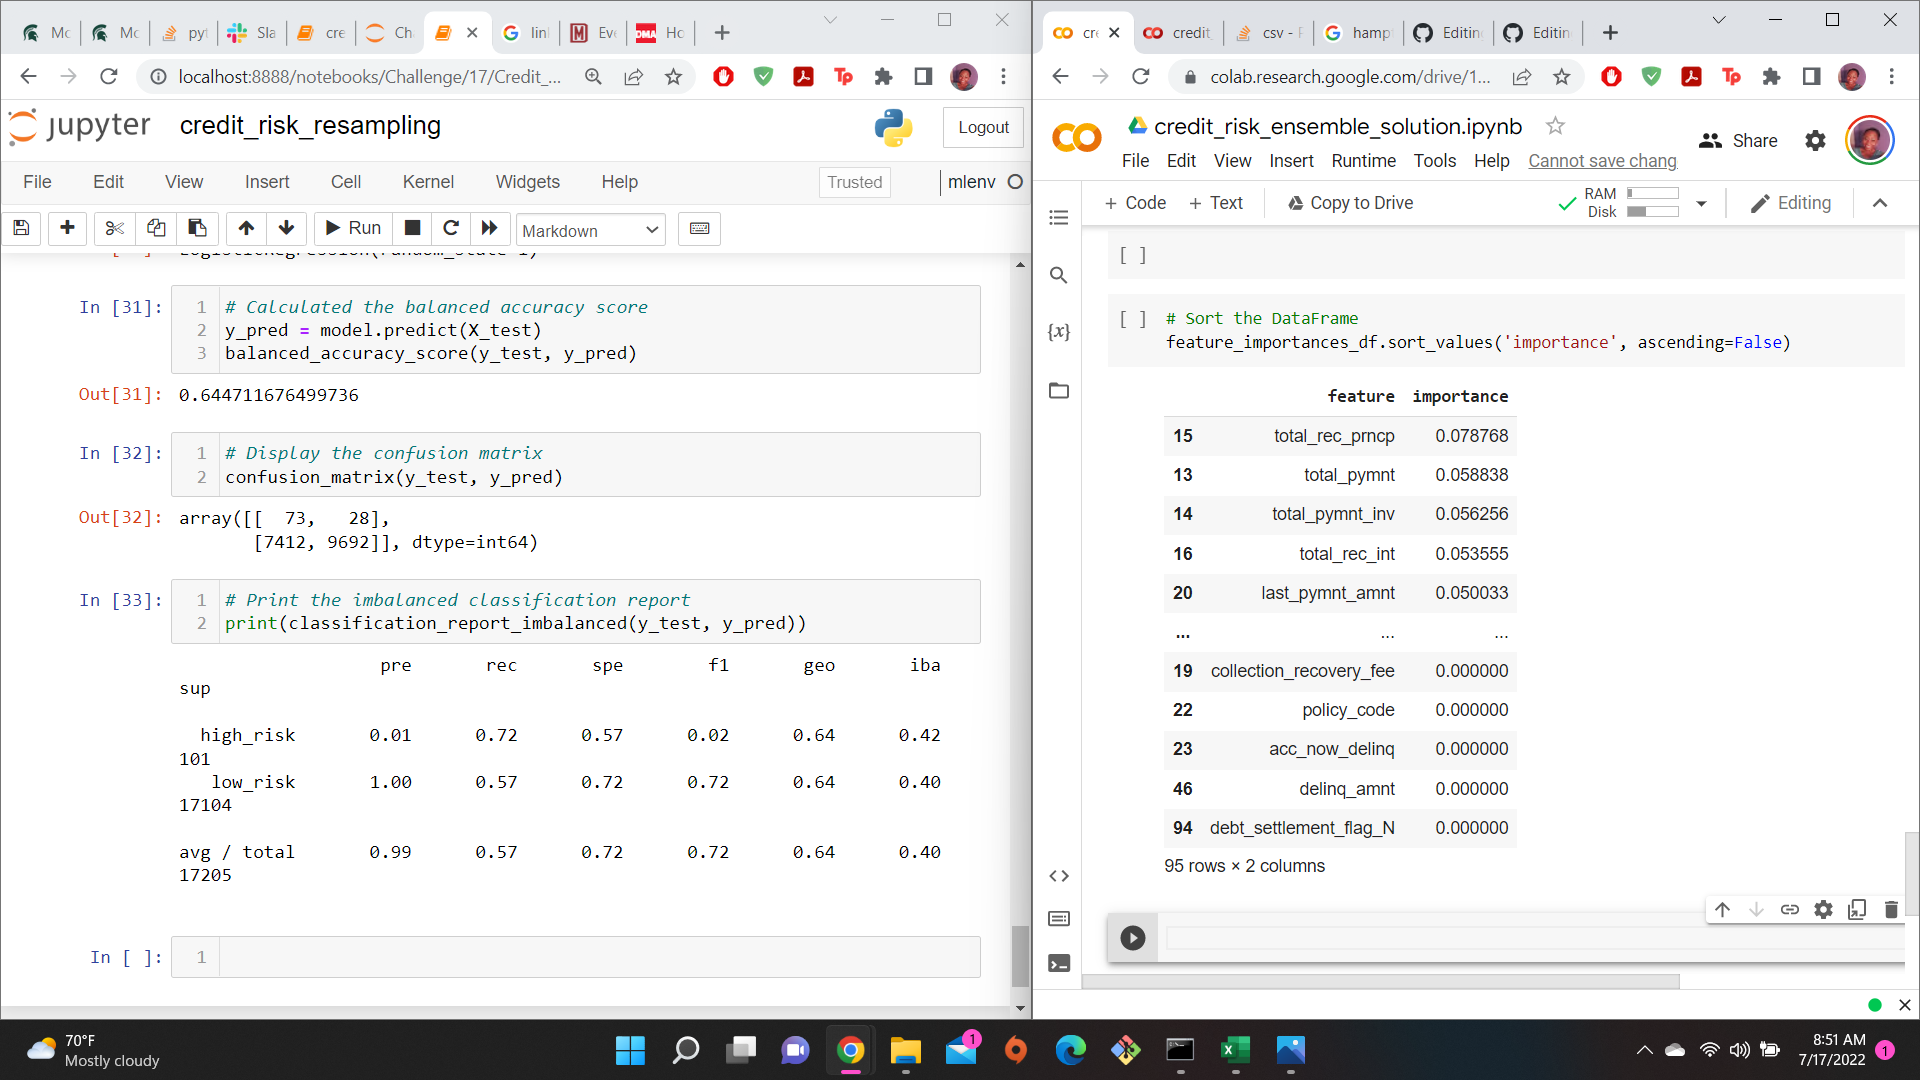 Mc
Mc
pyt
Sla
cre
Ch
lin
Eve
DMA
Ho
localhost:8888/notebooks/Challenge/17/Credit_...
jupyter
credit_risk_resampling
Logout
File Edit View Insert Cell Kernel Widgets Help
Trusted
mlenv
Run
Markdown
In [31]:
1 # Calculated the balanced accuracy score
2 y_pred = model.predict(X_test)
3 balanced_accuracy_score(y_test, y_pred)
Out[31]: 0.644711676499736
In [32]:
1 # Display the confusion matrix
2 confusion_matrix(y_test, y_pred)
Out[32]: array([[  73,   28],
[7412, 9692]], dtype=int64)
In [33]:
1 # Print the imbalanced classification report
2 print(classification_report_imbalanced(y_test, y_pred))
pre rec spe f1 geo iba
sup
high_risk 0.01 0.72 0.57 0.02 0.64 0.42
101
low_risk 1.00 0.57 0.72 0.72 0.64 0.40
17104
avg / total 0.99 0.57 0.72 0.72 0.64 0.40
17205
In [ ]: 1
cre
credit_
csv - P
hampt
Editin
Editin
colab.research.google.com/drive/1...
credit_risk_ensemble_solution.ipynb
Share
File Edit View Insert Runtime Tools Help Cannot save chang
+ Code + Text Copy to Drive
RAM
Disk
Editing
{x}
[ ]
[ ] # Sort the DataFrame
feature_importances_df.sort_values('importance', ascending=False)
feature importance
15 total_rec_prncp 0.078768
13 total_pymnt 0.058838
14 total_pymnt_inv 0.056256
16 total_rec_int 0.053555
20 last_pymnt_amnt 0.050033
... ... ...
19 collection_recovery_fee 0.000000
22 policy_code 0.000000
23 acc_now_delinq 0.000000
46 delinq_amnt 0.000000
94 debt_settlement_flag_N 0.000000
95 rows × 2 columns
70°F
Mostly cloudy
1
8:51 AM
7/17/2022
1